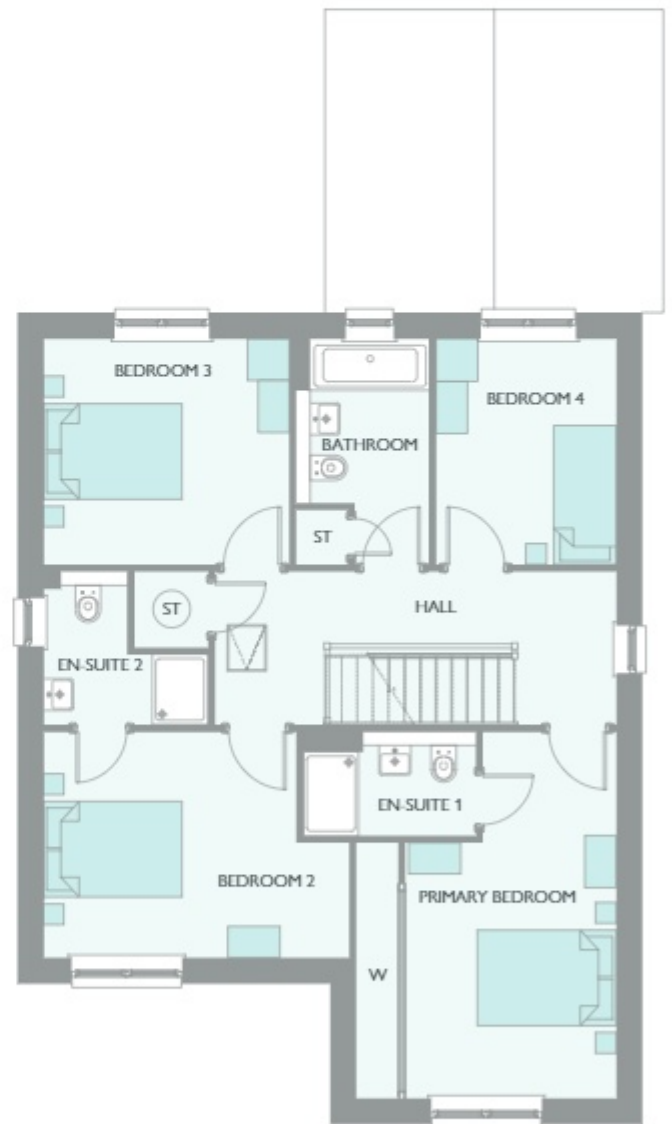 BEDROOM 3
BEDROOM 4
BATHROOM
ST
ST
HALL
EN-SUITE 2
EN-SUITE 1
BEDROOM 2
PRIMARY BEDROOM
W